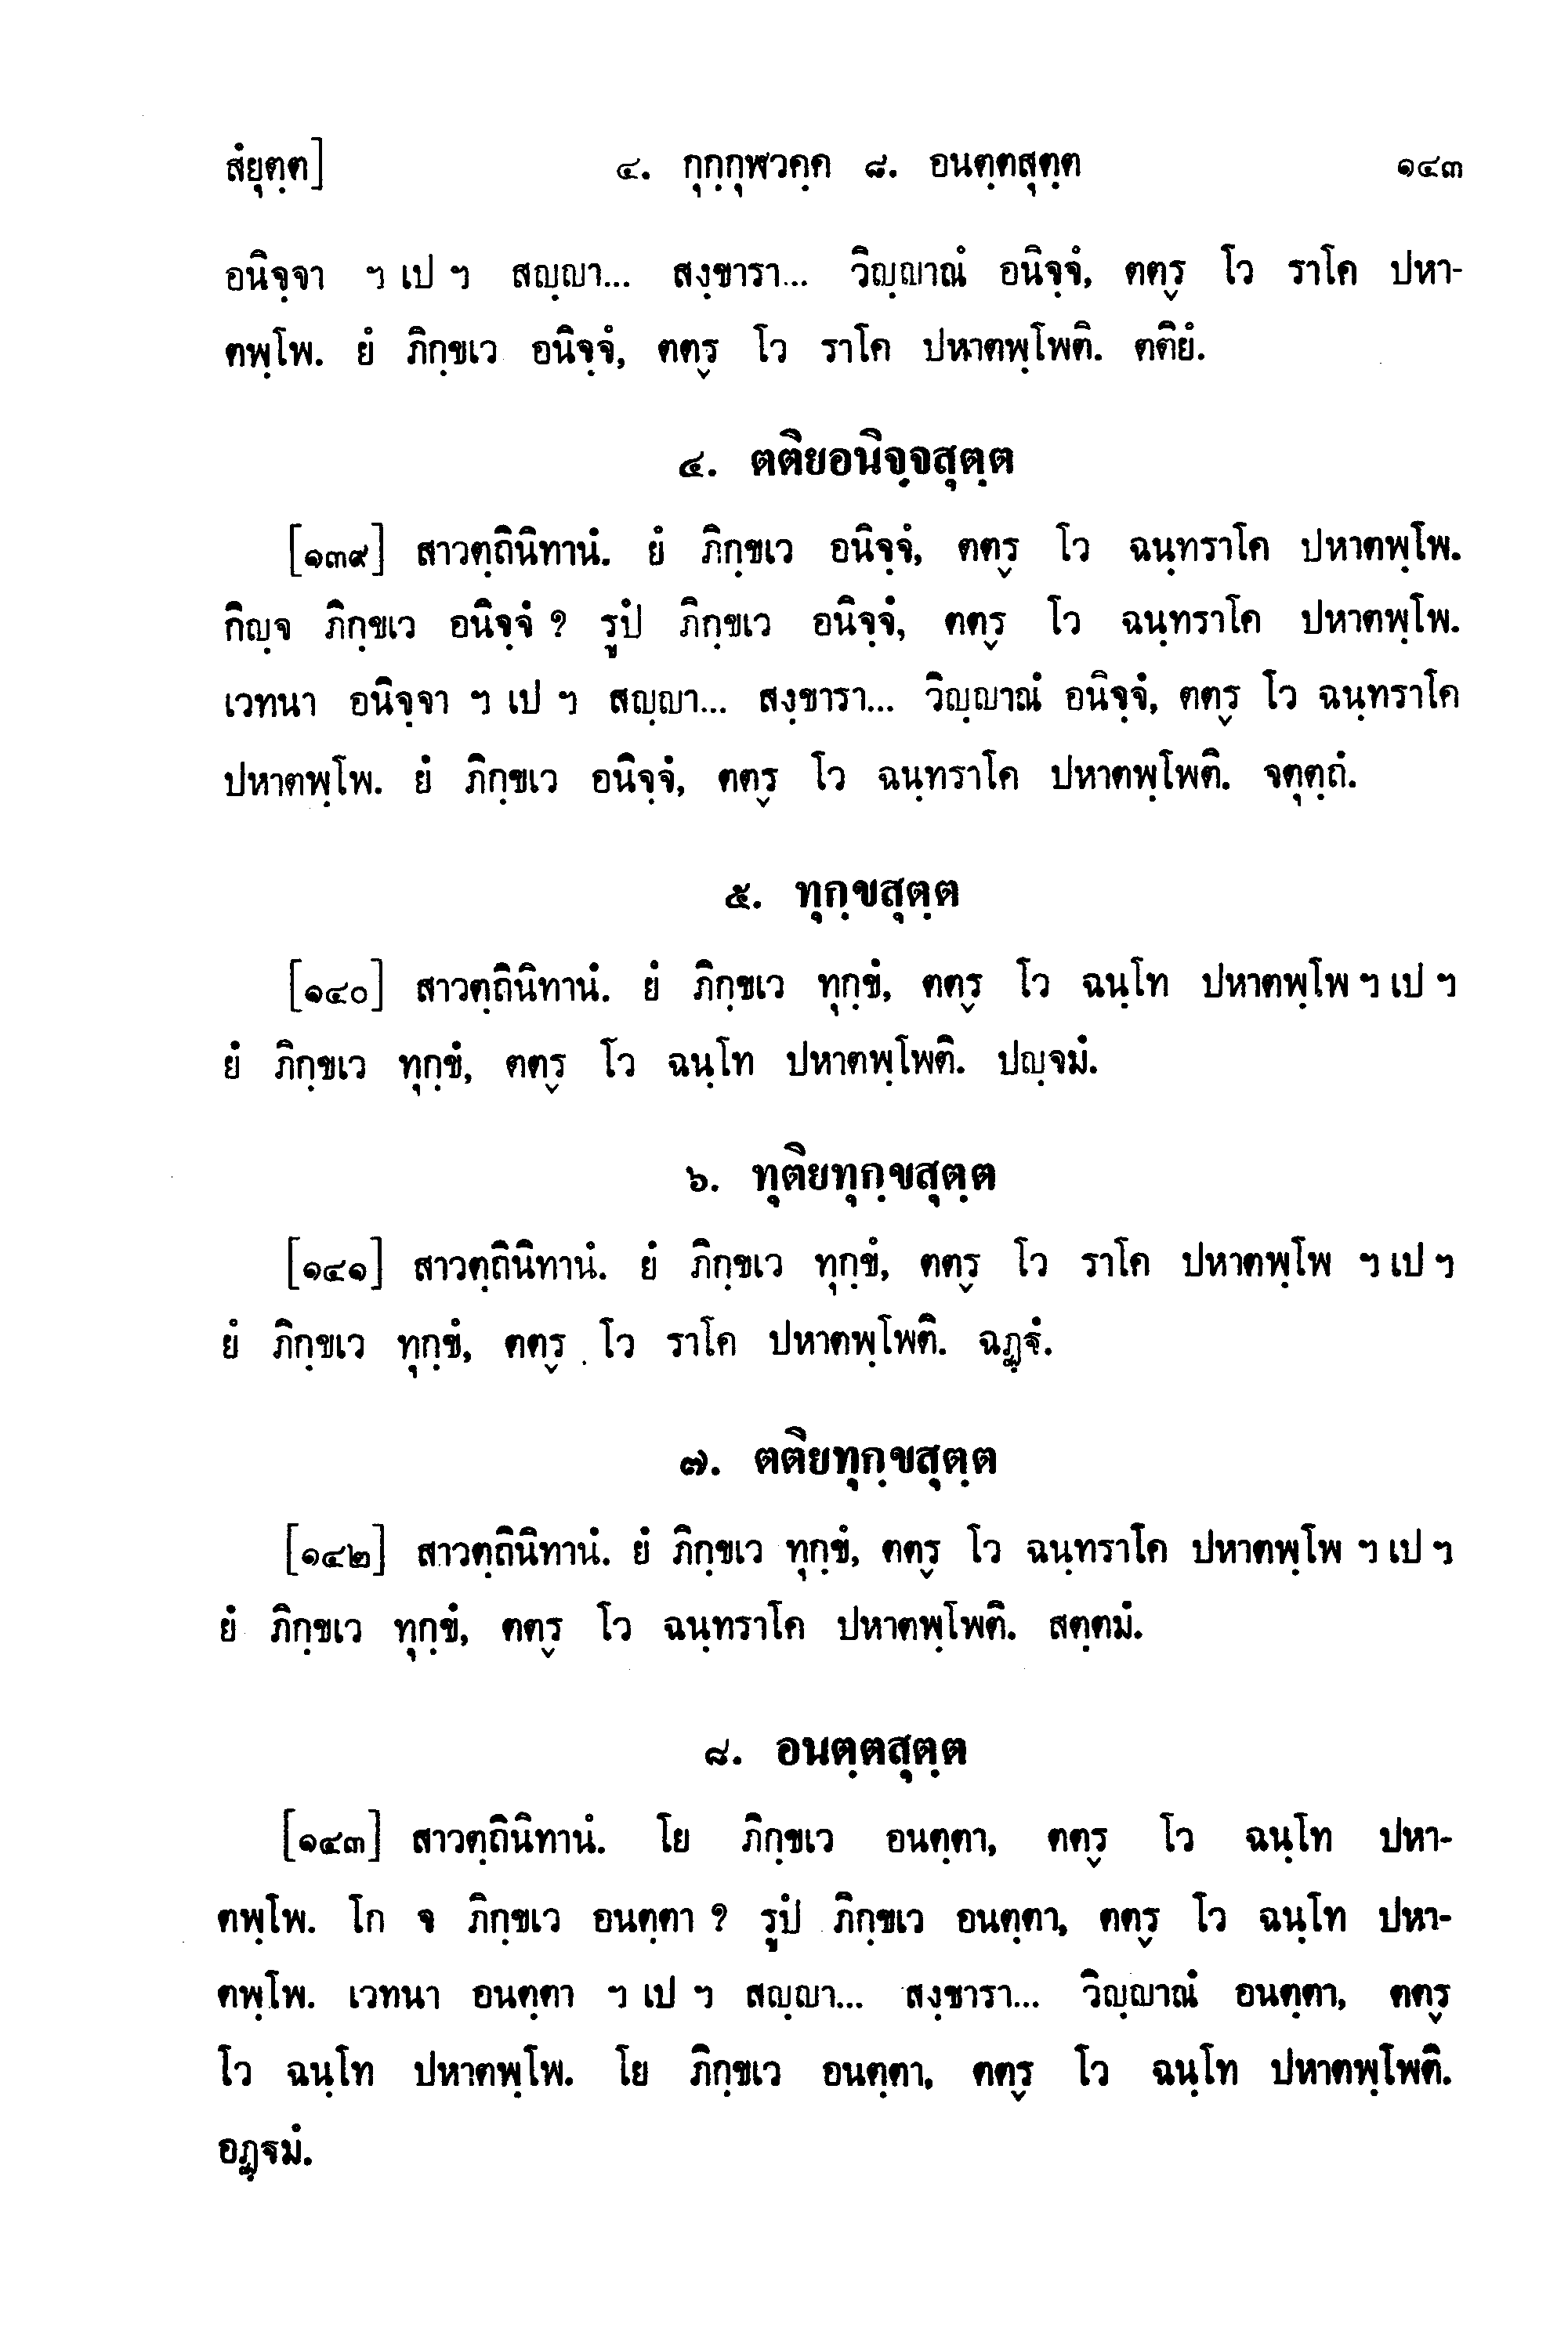 สํยุตฺต]	๔. กุกฺกุฬวคฺค ๘. อนตฺตสุตฺต	๑๔๓
อนิจฺจา ฯ เป ฯ สญฺญา... สงฺขารา... วิญฺญาณํ อนิจฺจํ, ตตฺร โว ราโค ปหา-
ตพฺโพ. ยํ ภิกฺขเว อนิจฺจํ, ตตฺร โว ราโค ปหาตพฺโพติ. ตติยํ.
๔. ตติยอนิจฺจสุตฺต
[๑๓๙] สาวตฺถินิทานํ. ยํ ภิกฺขเว อนิจฺจํ, ตตฺร โว ฉนฺทราโค ปหาตพฺโพ.
กิญฺจ ภิกฺขเว อนิจฺจํ ? รูปํ ภิกฺขเว อนิจฺจํ, ตตฺร โว ฉนฺทราโค ปหาตพฺโพ.
เวทนา อนิจฺจา ฯ เป ฯ สญฺญา... สงฺขารา... วิญฺญาณํ อนิจฺจํ, ตตฺร โว ฉนฺทราโค
ปหาตพฺโพ. ยํ ภิกฺขเว อนิจฺจํ, ตตฺร โว ฉนฺทราโค ปหาตพฺโพติ. จตุตฺถํ.
๕. ทุกฺขสุตฺต
[๑๔๐] สาวตฺถินิทานํ. ยํ ภิกฺขเว ทุกฺขํ, ตตฺร โว ฉนฺโท ปหาตพฺโพ ฯ เป ฯ
ยํ ภิกฺขเว ทุกฺขํ, ตตฺร โว ฉนฺโท ปหาตพฺโพติ. ปญฺจมํ.
๖. ทุติยทุกฺขสุตฺต
[๑๔๑] สาวตฺถินิทานํ. ยํ ภิกฺขเว ทุกฺขํ, ตตฺร โว ราโค ปหาตพฺโพ ฯ เป ฯ
ยํ ภิกฺขเว ทุกฺขํ, ตตฺร โว ราโค ปหาตพฺโพติ. ฉฏฺฐํ.
๗. ตติยทุกฺขสุตฺต
[๑๔๒] สาวตฺถินิทานํ. ยํ ภิกฺขเว ทุกฺขํ, ตตฺร โว ฉนฺทราโค ปหาตพฺโพ ฯ เป ฯ
ยํ ภิกฺขเว ทุกฺขํ, ตตฺร โว ฉนฺทราโค ปหาตพฺโพติ. สตฺตมํ.
๘. อนตฺตสุตฺต
[๑๔๓] สาวตฺถินิทานํ. โย ภิกฺขเว อนตฺตา, ตตฺร โว ฉนฺโท ปหา-
ตพฺโพ. โก จ ภิกฺขเว อนตฺตา ? รูปํ ภิกฺขเว อนตฺตา, ตตฺร โว ฉนฺโท ปหา-
ตพฺโพ. เวทนา อนตฺตา ฯ เป ฯ สญฺญา... สงฺขารา... วิญฺญาณํ อนตฺตา, ตตฺร
โว ฉนฺโท ปหาตพฺโพ. โย ภิกฺขเว อนตฺตา, ตตฺร โว ฉนฺโท ปหาตพฺโพติ.
อฏฺฐมํ.